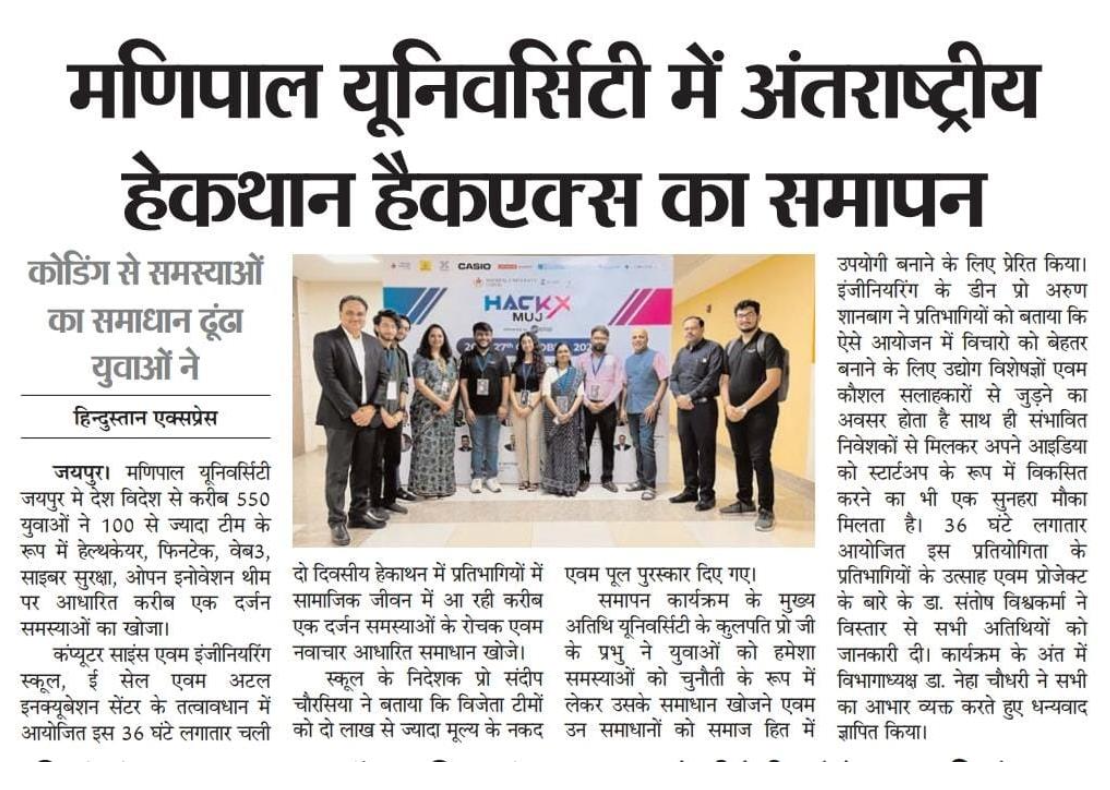 मणिपाल यूनिवर्सिटी में अंतराष्ट्रीय
हेकथान हैकएक्स का समापन
कोडिंग से समस्याओं
का समाधान ढूंढा
युवाओं ने
हिन्दुस्तान एक्सप्रेस
जयपुर। मणिपाल यूनिवर्सिटी
जयपुर मे देश विदेश से करीब 550
युवाओं ने 100 से ज्यादा टीम के
रूप में हेल्थकेयर, फिनटेक, वेब3,
साइबर सुरक्षा, ओपन इनोवेशन थीम
पर आधारित करीब एक दर्जन
समस्याओं का खोजा।
कंप्यूटर साइंस एवम इंजीनियरिंग
स्कूल, ई सेल एवम अटल
इनक्यूबेशन सेंटर के तत्वावधान में
आयोजित इस 36 घंटे लगातार चली
CASIO
HACKX
MUJ
दो दिवसीय हेकाथन में प्रतिभागियों में
सामाजिक जीवन में आ रही करीब
एक दर्जन समस्याओं के रोचक एवम
नवाचार आधारित समाधान खोजे।
स्कूल के निदेशक प्रो संदीप
चौरसिया ने बताया कि विजेता टीमों
को दो लाख से ज्यादा मूल्य के नकद
एवम पूल पुरस्कार दिए गए।
समापन कार्यक्रम के मुख्य
अतिथि यूनिवर्सिटी के कुलपति प्रो जी
के प्रभु ने युवाओं को हमेशा
समस्याओं को चुनौती के रूप में
लेकर उसके समाधान खोजने एवम
उन समाधानों को समाज हित में
उपयोगी बनाने के लिए प्रेरित किया।
इंजीनियरिंग के डीन प्रो अरुण
शानबाग ने प्रतिभागियों को बताया कि
ऐसे आयोजन में विचारो को बेहतर
बनाने के लिए उद्योग विशेषज्ञों एवम
कौशल सलाहकारों से जुड़ने का
अवसर होता है साथ ही संभावित
निवेशकों से मिलकर अपने आइडिया
को स्टार्टअप के रूप में विकसित
करने का भी एक सुनहरा मौका
मिलता है। 36 घंटे लगातार
आयोजित इस प्रतियोगिता के
प्रतिभागियों के उत्साह एवम प्रोजेक्ट
के बारे के डा. संतोष विश्वकर्मा ने
विस्तार से सभी अतिथियों को
जानकारी दी। कार्यक्रम के अंत में
विभागाध्यक्ष डा. नेहा चौधरी ने सभी
का आभार व्यक्त करते हुए धन्यवाद
ज्ञापित किया।